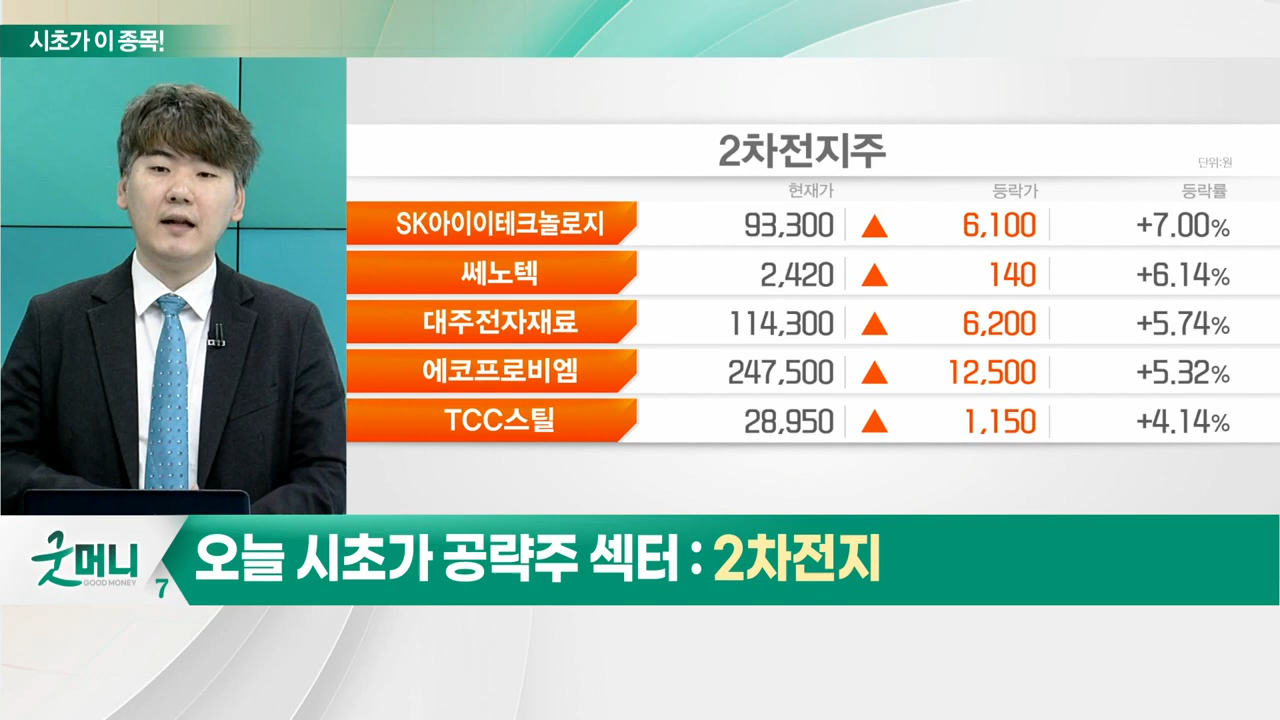 시초가 이 종목!
2차전지주
단위:원
현재가 등락가 등락률
SK아이이테크놀로지 93,300 ▲ 6,100 +7.00%
쎄노텍 2,420 ▲ 140 +6.14%
대주전자재료 114,300 ▲ 6,200 +5.74%
에코프로비엠 247,500 ▲ 12,500 +5.32%
TCC스틸 28,950 ▲ 1,150 +4.14%
굿머니
GOOD MONEY
7
오늘 시초가 공략주 섹터 : 2차전지